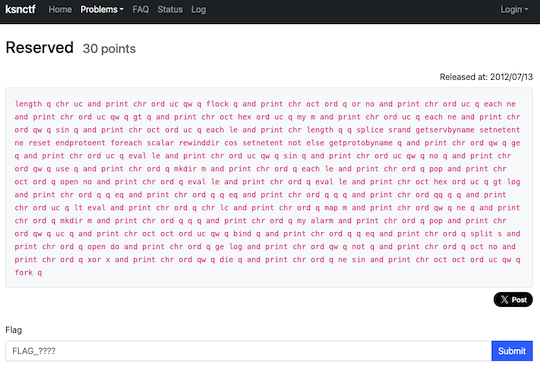 ksnctf Home Problems FAQ Status Log Login
Reserved 30 points
Released at: 2012/07/13
length q chr uc and print chr ord uc qw q flock q and print chr oct ord q or no and print chr ord uc q each ne
and print chr ord uc qw q gt q and print chr oct hex ord uc q my m and print chr ord uc q each ne and print chr
ord qw q sin q and print chr oct ord uc q each le and print chr length q q splice srand getservbyname setnetent
ne reset endprotoent foreach scalar rewinddir cos setnetent not else getprotobyname q and print chr ord qw q ge
q and print chr ord uc q eval le and print chr ord uc qw q sin q and print chr ord uc qw q no q and print chr
ord qw q use q and print chr ord q mkdir m and print chr ord q each le and print chr ord q pop and print chr
oct ord q open no and print chr ord q eval le and print chr ord q eval le and print chr oct hex ord uc q gt log
and print chr ord q q eq and print chr ord q q eq and print chr ord q q q and print chr ord qq q q and print
chr ord uc q lt eval and print chr ord q chr lc and print chr ord q map m and print chr ord qw q ne q and print
chr ord q mkdir m and print chr ord q q q and print chr ord q my alarm and print chr ord q pop and print chr
ord qw q uc q and print chr oct oct ord uc qw q bind q and print chr ord q q eq and print chr ord q split s and
print chr ord q open do and print chr ord q ge log and print chr ord qw q not q and print chr ord q oct no and
print chr ord q xor x and print chr ord qw q die q and print chr ord q ne sin and print chr oct oct ord uc qw q
fork q
Post
Flag
FLAG_????
Submit